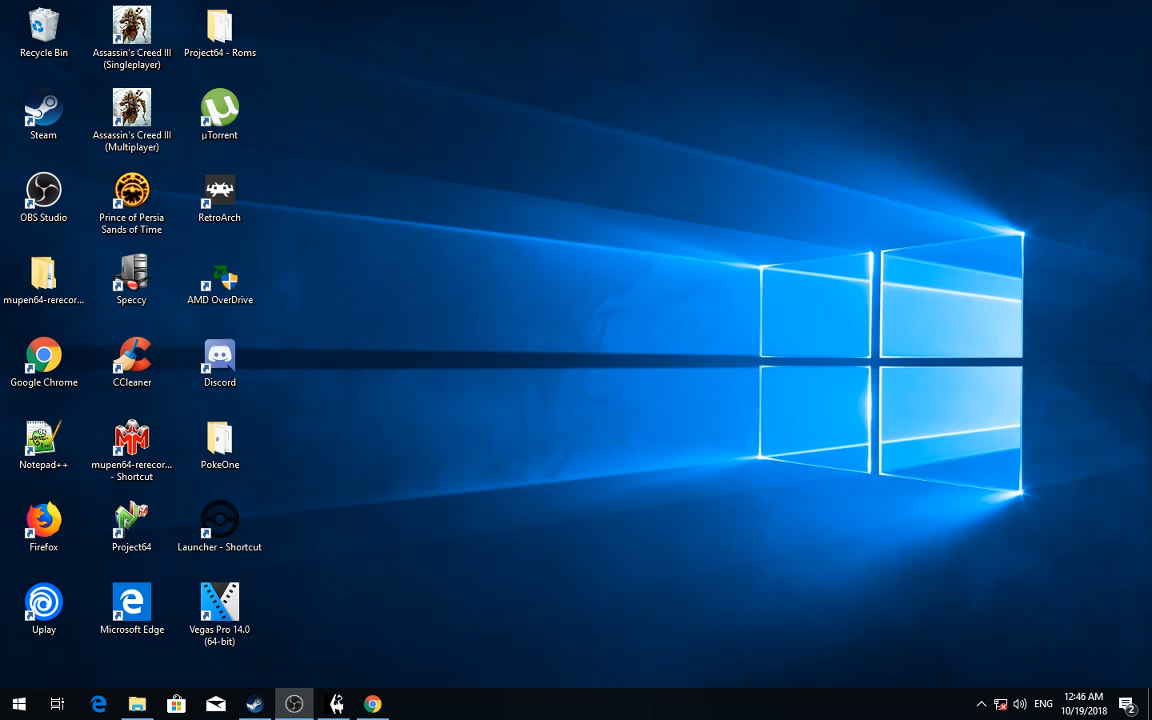 Recycle Bin
Assassin's Creed III
(Singleplayer)
Project64 - Roms
Steam
Assassin's Creed III
(Multiplayer)
µTorrent
OBS Studio
Prince of Persia
Sands of Time
RetroArch
mupen64-rerecor...
Speccy
AMD OverDrive
Google Chrome
CCleaner
Discord
Notepad++
mupen64-rerecor...
- Shortcut
PokeOne
Firefox
Project64
Launcher - Shortcut
Uplay
Microsoft Edge
Vegas Pro 14.0
(64-bit)
ENG
12:46 AM
10/19/2018
2